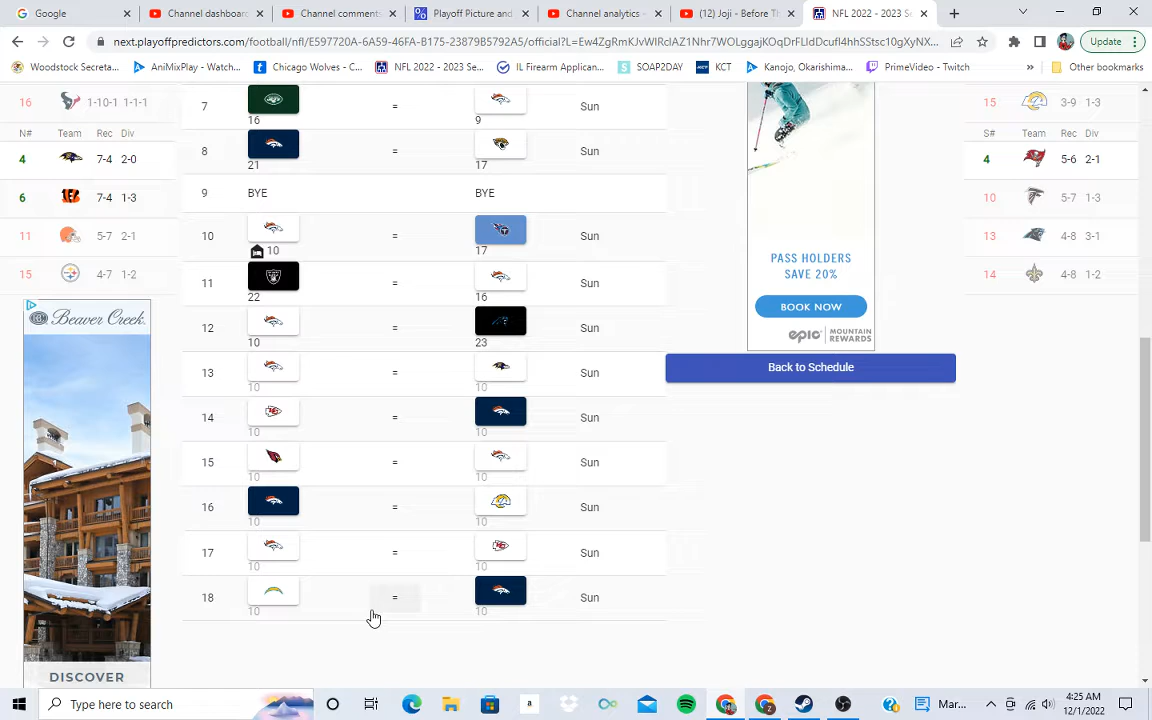 Google
Channel dashboard
Channel comments
Playoff Picture and
Channel analytics -
(12) Joji - Before Th
NFL 2022 - 2023 Se
next.playoffpredictors.com/football/nfl/E597720A-6A59-46FA-B175-23879B5792A5/official?L=
Update
Woodstock Secreta...
AniMixPlay - Watch...
Chicago Wolves - C...
NFL 2022 - 2023 Se...
IL Firearm Applican...
SOAP2DAY
KCT
KCT
Kanojo, Okarishima...
PrimeVideo - Twitch
»
Other bookmarks
16 1-10-1 1-1-1
N# Team Rec Div
4 7-4 2-0
6 7-4 1-3
11 5-7 2-1
15 4-7 1-2
Beaver Creek
DISCOVER
7 = Sun
16 9
8 = Sun
21 17
9 BYE BYE
10 = Sun
10 17
11 = Sun
22 16
12 = Sun
10 23
13 = Sun
10 10
14 = Sun
10 10
15 = Sun
10 10
16 = Sun
10 10
17 = Sun
10 10
18 = Sun
10 10
PASS HOLDERS
SAVE 20%
BOOK NOW
epic MOUNTAIN
REWARDS
Back to Schedule
15 3-9 1-3
S# Team Rec Div
4 5-6 2-1
10 5-7 1-3
13 4-8 3-1
14 4-8 1-2
Type here to search
a
Mar...
4:25 AM
12/1/2022